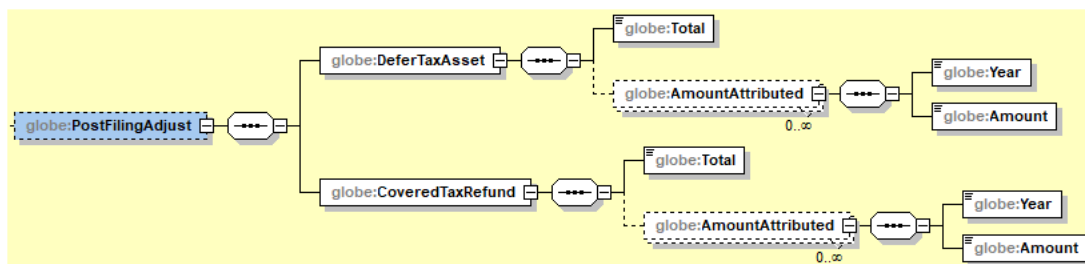 globe:PostFilingAdjust
globe:DeferTaxAsset
globe:Total
globe:AmountAttributed
0..∞
globe:Year
globe:Amount
globe:CoveredTaxRefund
globe:Total
globe:AmountAttributed
0..∞
globe:Year
globe:Amount